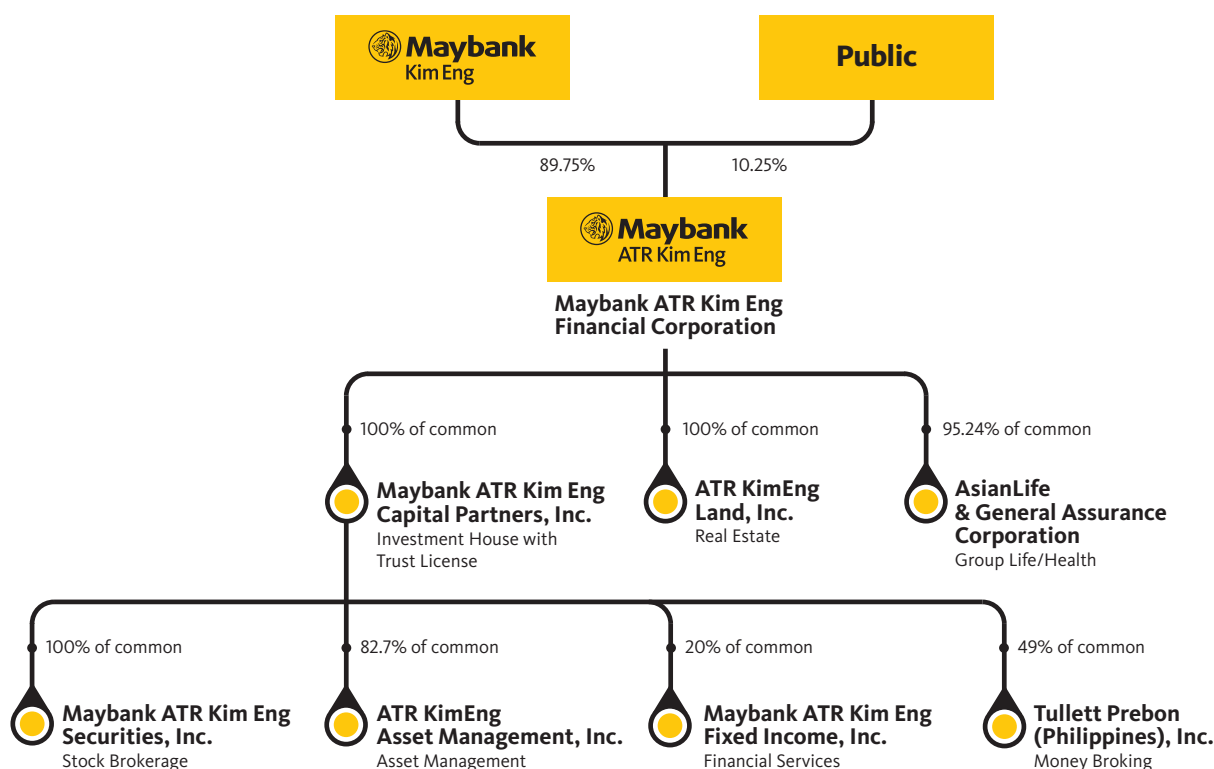 Maybank
Kim Eng
Public
89.75%
10.25%
Maybank
ATR Kim Eng
Maybank ATR Kim Eng
Financial Corporation
100% of common
100% of common
95.24% of common
Maybank ATR Kim Eng
Capital Partners, Inc.
Investment House with
Trust License
ATR KimEng
Land, Inc.
Real Estate
AsianLife
& General Assurance
Corporation
Group Life/Health
100% of common
82.7% of common
20% of common
49% of common
Maybank ATR Kim Eng
Securities, Inc.
Stock Brokerage
ATR KimEng
Asset Management, Inc.
Asset Management
Maybank ATR Kim Eng
Fixed Income, Inc.
Financial Services
Tullett Prebon
(Philippines), Inc.
Money Broking